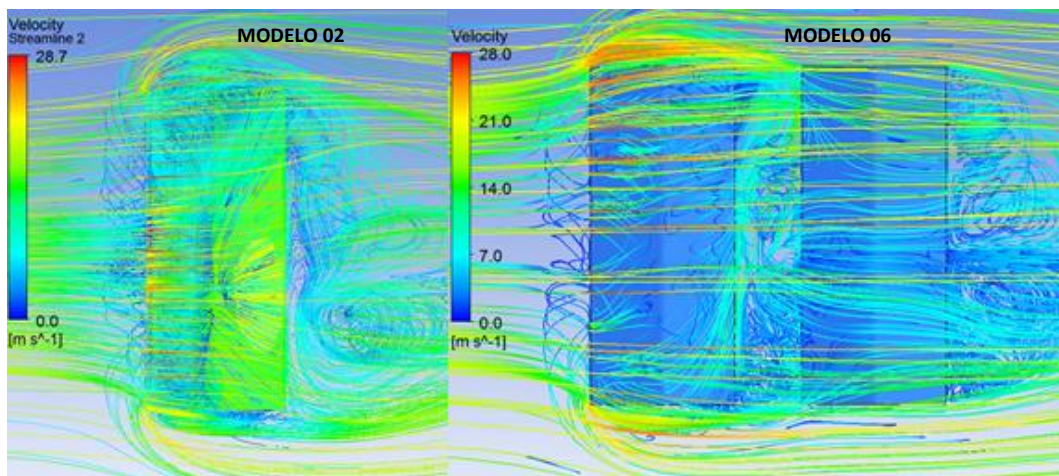 Velocity
Streamline 2
28.7
0.0
[m s^-1]
MODELO 02
Velocity
28.0
21.0
14.0
7.0
0.0
[m s^-1]
MODELO 06